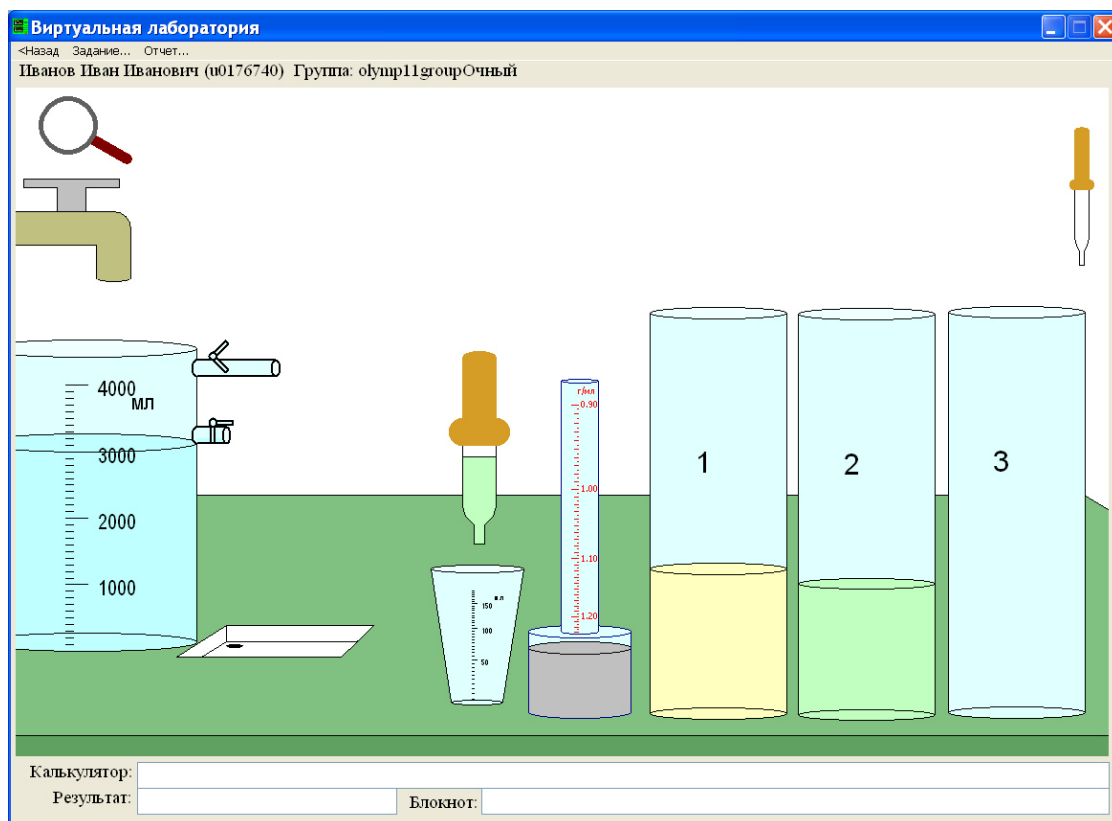 Виртуальная лаборатория
<Назад Задание... Отчет...
Иванов Иван Иванович (u0176740) Группа: olymp11groupОчный
4000
мл
3000
2000
1000
мл
150
100
50
г/мл
0.90
1.00
1.10
1.20
1
2
3
Калькулятор:
Результат:
Блокнот: